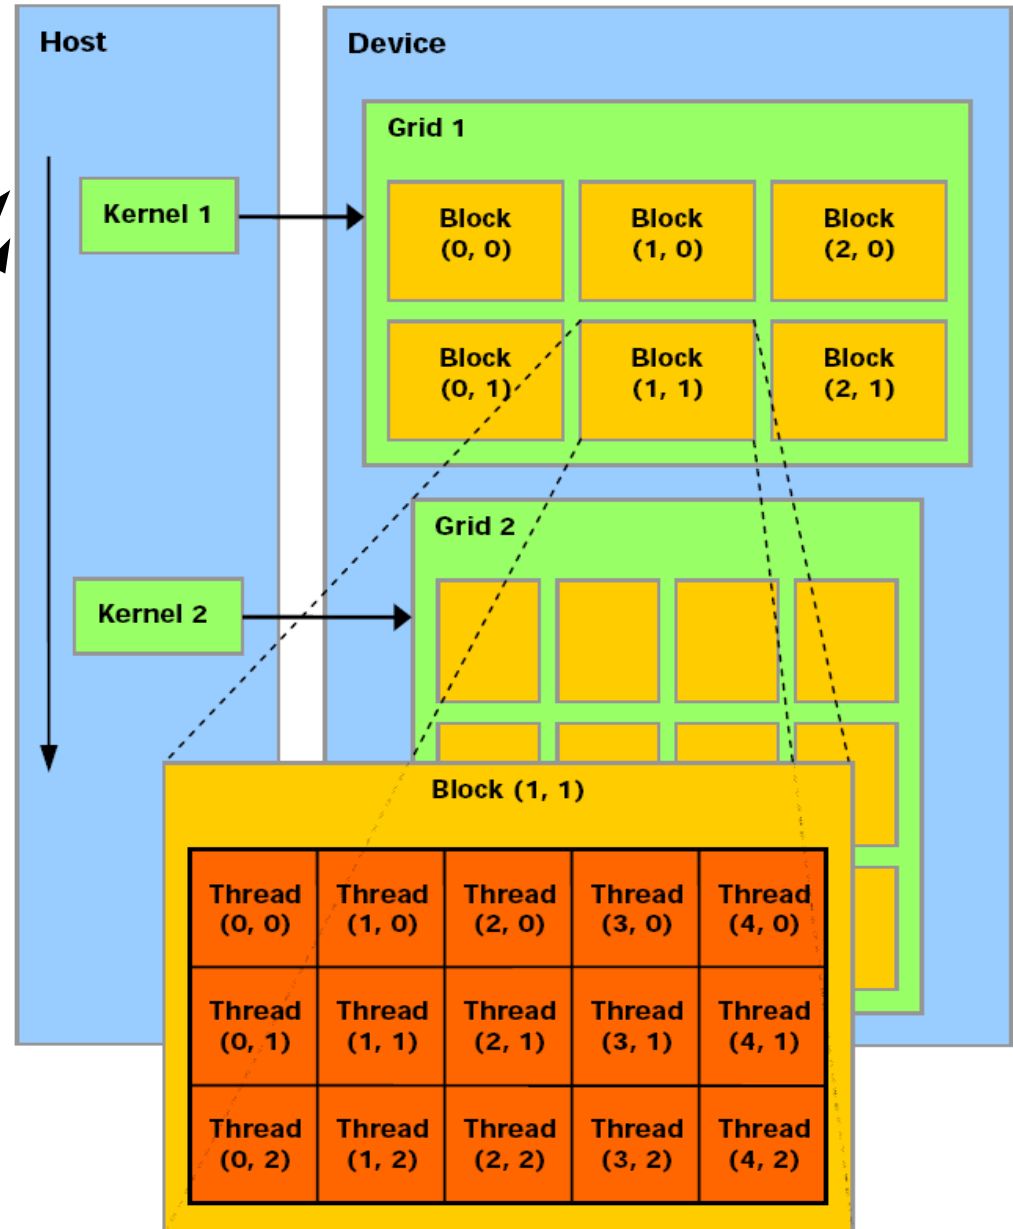 Host
Device
Grid 1
Kernel 1
Block Block Block
(0, 0) (1, 0) (2, 0)
Block Block Block
(0, 1) (1, 1) (2, 1)
Grid 2
Kernel 2
Block (1, 1)
Thread Thread Thread Thread Thread
(0, 0) (1, 0) (2, 0) (3, 0) (4, 0)
Thread Thread Thread Thread Thread
(0, 1) (1, 1) (2, 1) (3, 1) (4, 1)
Thread Thread Thread Thread Thread
(0, 2) (1, 2) (2, 2) (3, 2) (4, 2)